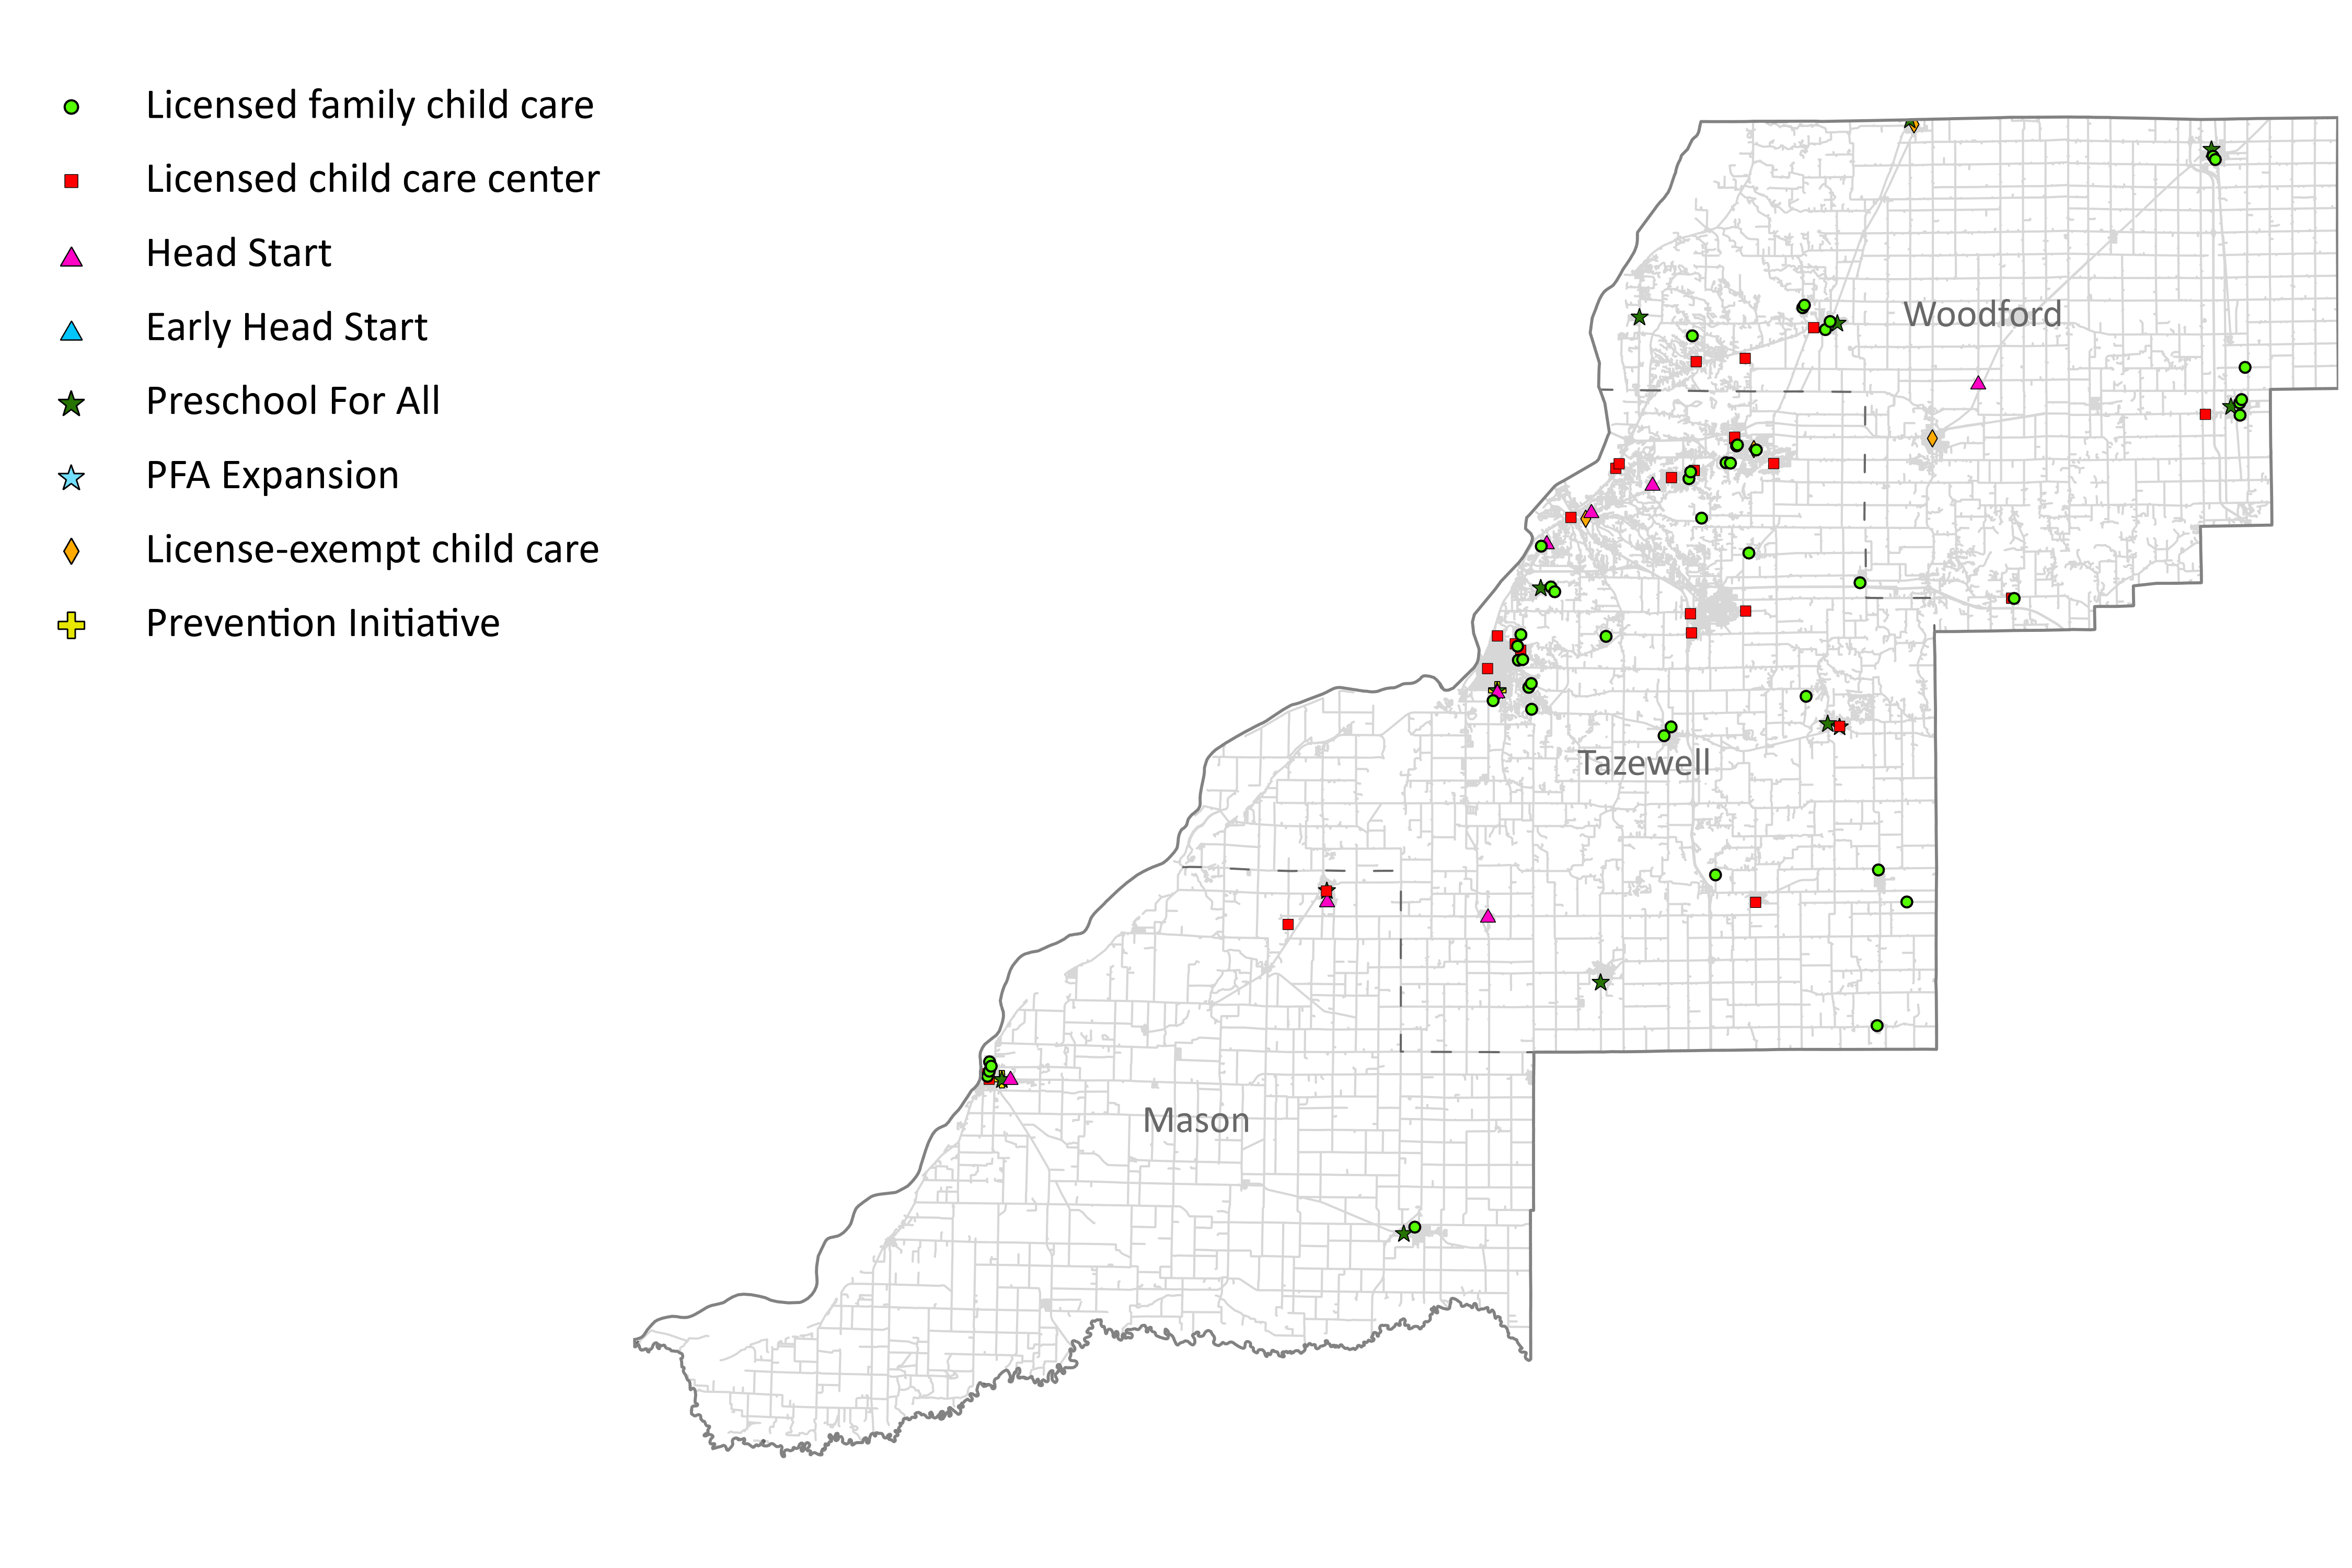 Licensed family child care
Licensed child care center
Head Start
Early Head Start
Preschool For All
PFA Expansion
License-exempt child care
Prevention Initiative
Woodford
Tazewell
Mason